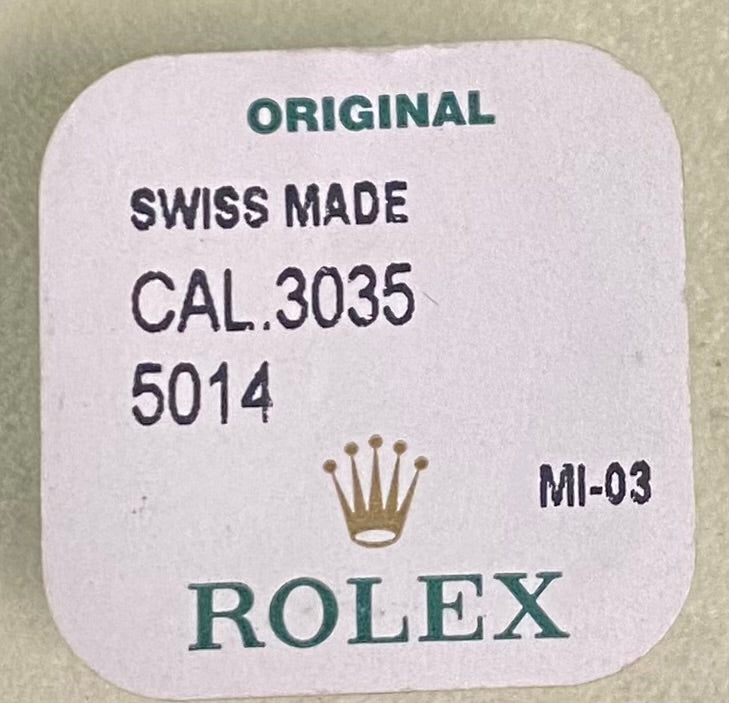 ORIGINAL
SWISS MADE
CAL.3035
5014
MI-03
ROLEX